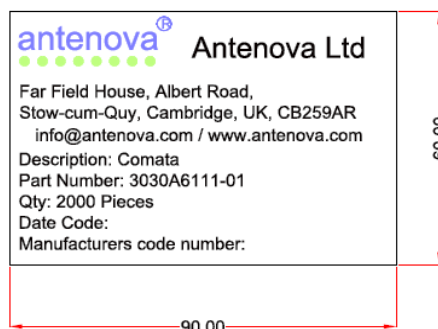 antenova®
Antenova Ltd
Far Field House, Albert Road,
Stow-cum-Quy, Cambridge, UK, CB259AR
info@antenova.com / www.antenova.com
Description: Comata
Part Number: 3030A6111-01
Qty: 2000 Pieces
Date Code:
Manufacturers code number:
90.00